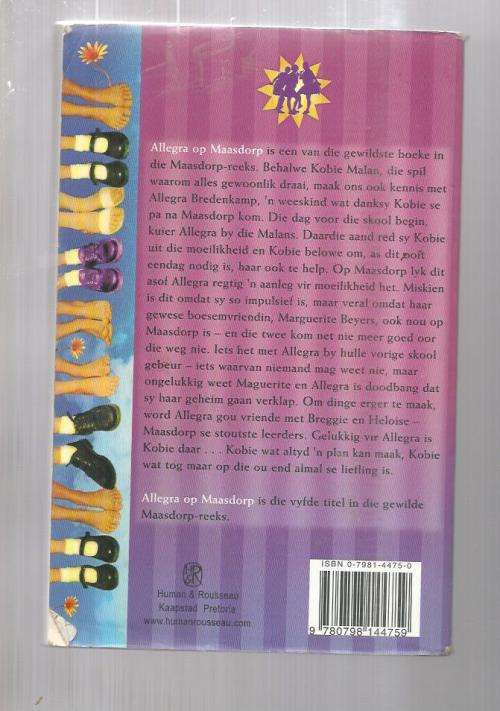 Allegra op Maasdorp is een van die gewildste boeke in
die Maasdorp-reeks. Behalwe Kobie Malan, die spil
waarom alles gewoonlik draai, maak ons ook kennis met
Allegra Bredenkamp, 'n weeskind wat danksy Kobie se
pa na Maasdorp kom. Die dag voor die skool begin,
kuier Allegra by die Malans. Daardie aand red sy Kobie
uit die moeilikheid en Kobie belowe om, as dit ooit
eendag nodig is, haar ook te help. Op Maasdorp lyk dit
asof Allegra regtig 'n aanleg vir moeilikheid het. Miskien
is dit omdat sy so impulsief is, maar veral omdat haar
gewese boesemvriendin, Marguerite Beyers, ook nou op
Maasdorp is – en die twee kom net nie meer goed oor
die weg nie. Iets het met Allegra by hulle vorige skool
gebeur – iets waarvan niemand mag weet nie, maar
ongelukkig weet Maguerite en Allegra is doodbang dat
sy haar geheim gaan verklap. Om dinge erger te maak,
word Allegra gou vriende met Breggie en Heloise –
Maasdorp se stoutste leerders. Gelukkig vir Allegra is
Kobie daar . . . Kobie wat altyd 'n plan kan maak, Kobie
wat tog maar op die ou end almal se liefling is.
Allegra op Maasdorp is die vyfde titel in die gewilde
Maasdorp-reeks.
Human & Rousseau
Kaapstad Pretoria
www.humanrousseau.com
ISBN 0-7981-4475-0
9 780798 144759